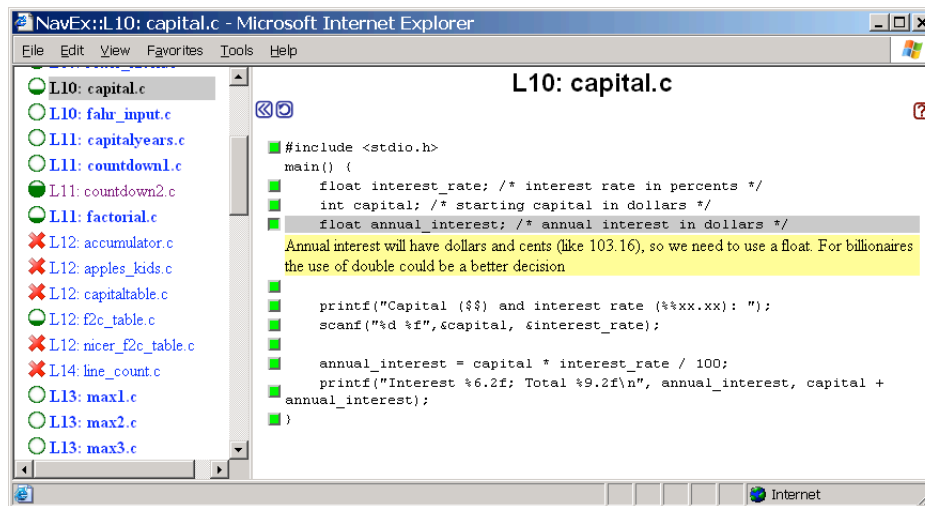 NavEx::L10: capital.c - Microsoft Internet Explorer
File Edit View Favorites Tools Help
L10: capital.c
L10: fahr_input.c
L11: capitalyears.c
L11: countdown1.c
L11: countdown2.c
L11: factorial.c
L12: accumulator.c
L12: apples_kids.c
L12: capitaltable.c
L12: f2c_table.c
L12: nicer_f2c_table.c
L14: line_count.c
L13: max1.c
L13: max2.c
L13: max3.c
L10: capital.c
#include <stdio.h>
main() {
float interest_rate; /* interest rate in percents */
int capital; /* starting capital in dollars */
float annual_interest; /* annual interest in dollars */
Annual interest will have dollars and cents (like 103.16), so we need to use a float. For billionaires
the use of double could be a better decision
printf("Capital ($$) and interest rate (%%xx.xx): ");
scanf("%d %f",&capital, &interest_rate);
annual_interest = capital * interest_rate / 100;
printf("Interest %6.2f; Total %9.2f\n", annual_interest, capital +
annual_interest);
}
Internet